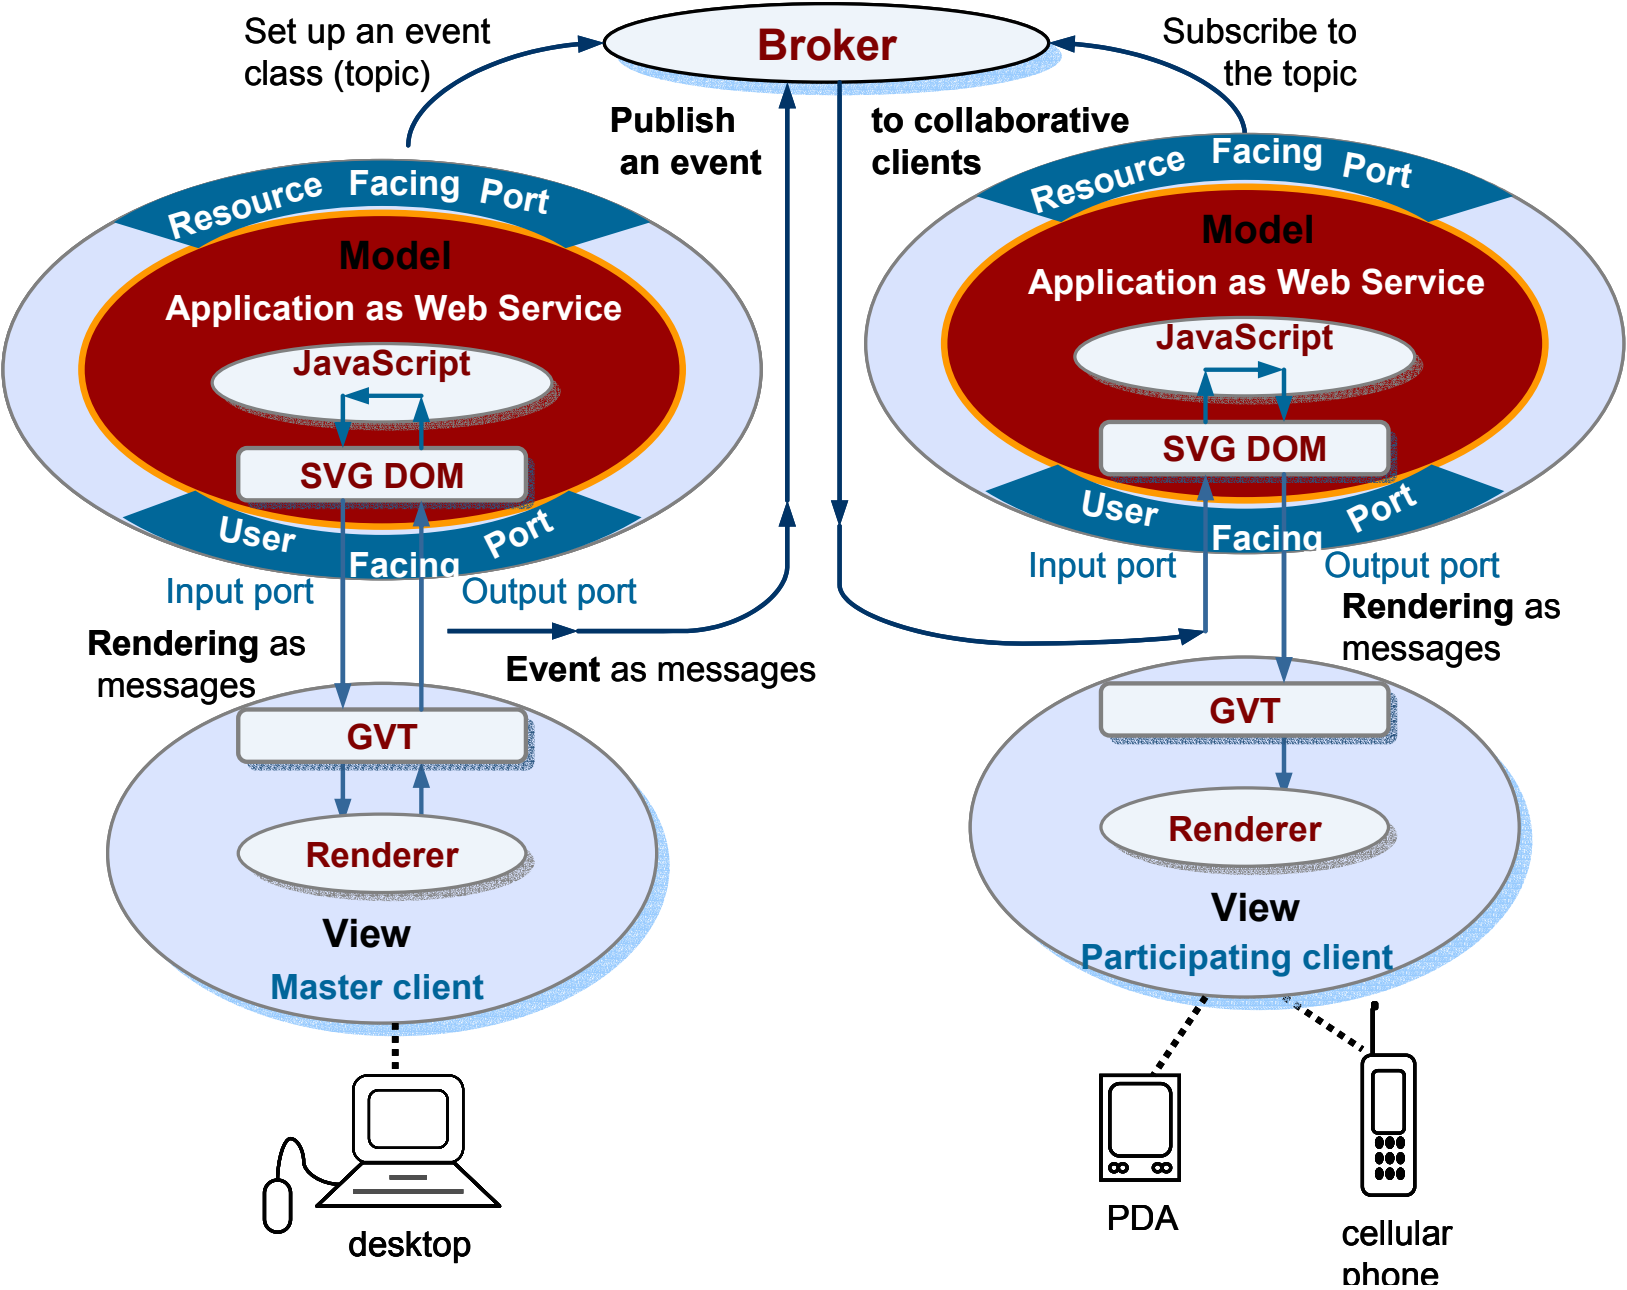 Set up an event
class (topic)
Broker
Subscribe to
the topic
Publish
an event
to collaborative
clients
Resource Facing Port
Model
Application as Web Service
JavaScript
SVG DOM
User Facing Port
Input port
Output port
Rendering as
messages
Event as messages
GVT
Renderer
View
Master client
desktop
Resource Facing Port
Model
Application as Web Service
JavaScript
SVG DOM
User Facing Port
Input port
Output port
Rendering as
messages
GVT
Renderer
View
Participating client
PDA
cellular
phone